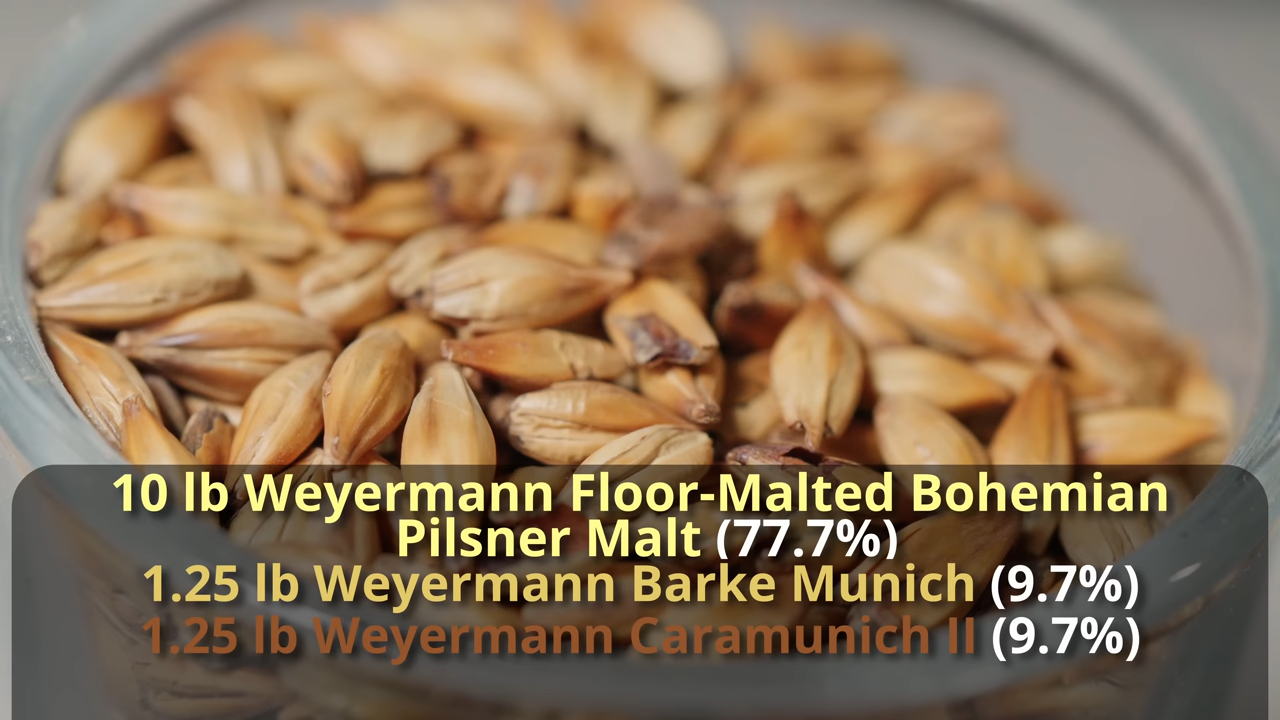 10 lb Weyermann Floor-Malted Bohemian
Pilsner Malt (77.7%)
1.25 lb Weyermann Barke Munich (9.7%)
1.25 lb Weyermann Caramunich II (9.7%)